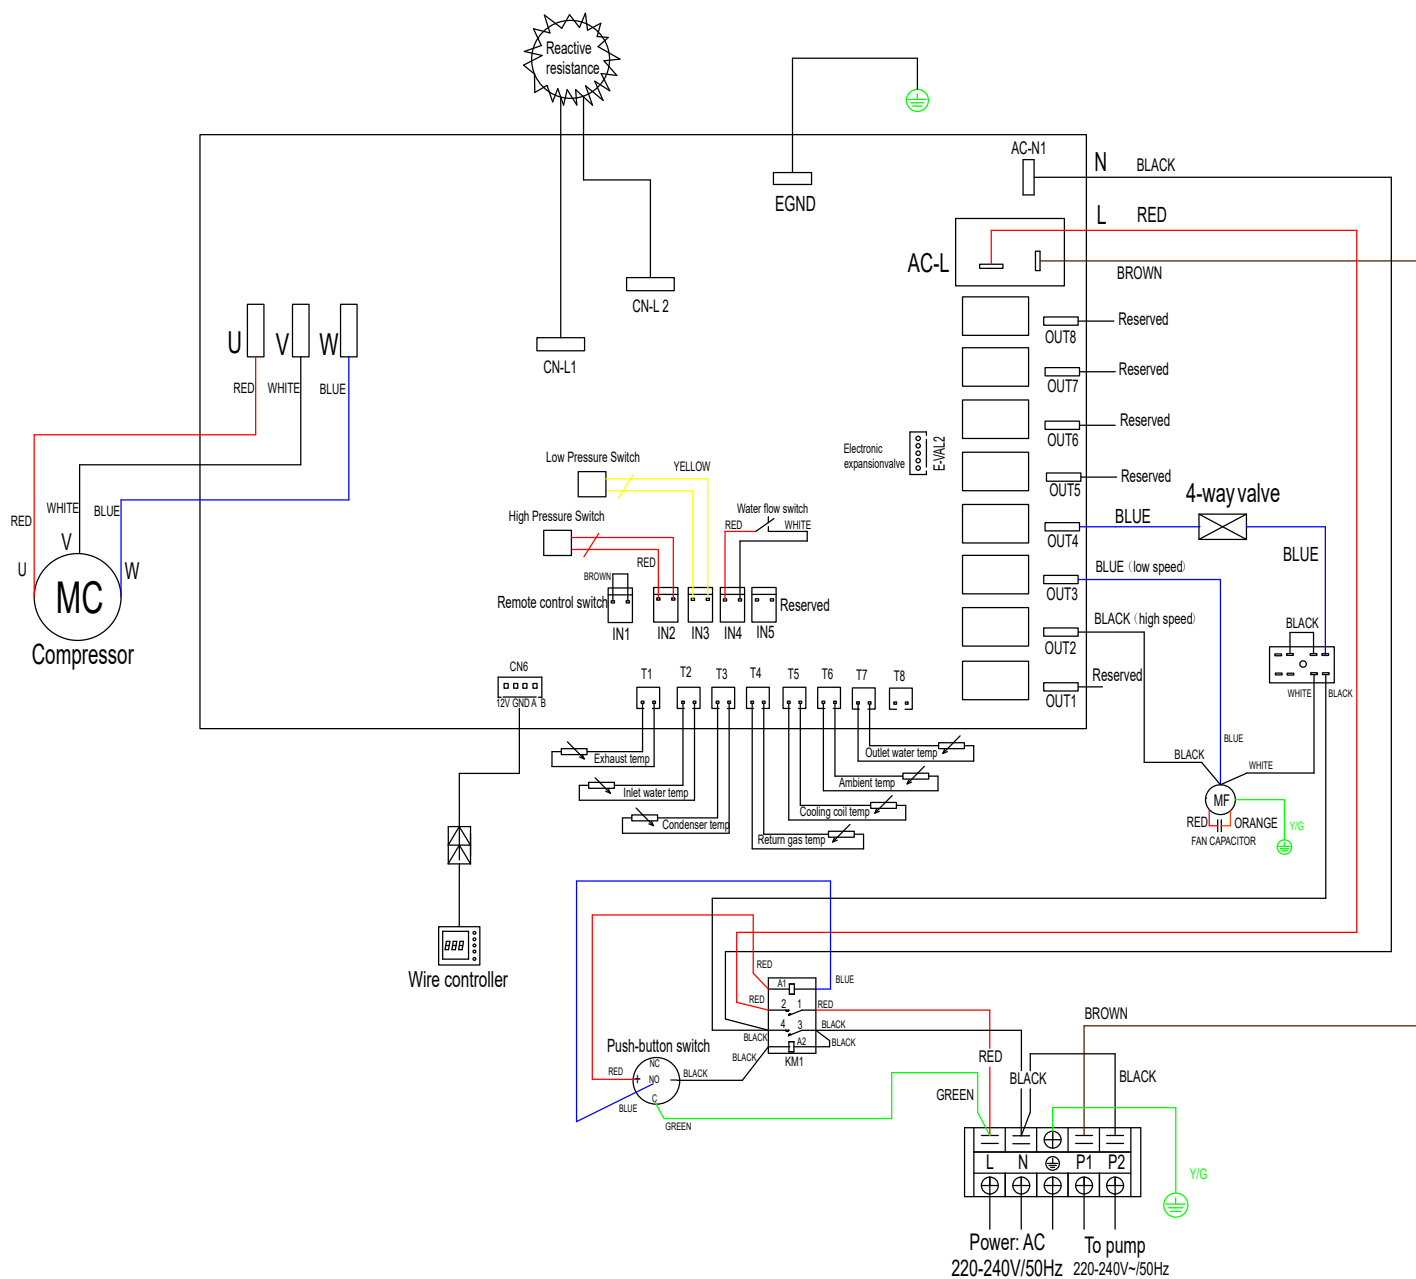 Reactive
resistance
EGND
AC-N1
N
BLACK
L
RED
AC-L
BROWN
CN-L 2
CN-L1
U
V
W
RED
WHITE
BLUE
OUT8
Reserved
OUT7
Reserved
OUT6
Reserved
OUT5
Reserved
OUT4
BLUE
4-way valve
BLUE
OUT3
BLUE (low speed)
OUT2
BLACK (high speed)
OUT1
Reserved
Electronic
expansionvalve
E-VAL2
Low Pressure Switch
YELLOW
High Pressure Switch
RED
Water flow switch
RED
WHITE
BROWN
Remote control switch
IN1
IN2
IN3
IN4
IN5
Reserved
RED
WHITE
BLUE
U
V
W
MC
Compressor
CN6
12V GND A B
T1
T2
T3
T4
T5
T6
T7
T8
Exhaust temp
Inlet water temp
Condenser temp
Outlet water temp
Ambient temp
Cooling coil temp
Return gas temp
BLACK
WHITE
BLACK
BLUE
BLACK
WHITE
MF
RED
ORANGE
FAN CAPACITOR
Y/G
888
Wire controller
RED
A1
BLUE
RED
2
1
RED
4
3
BLACK
BLACK
A2
BLACK
KM1
BLACK
Push-button switch
NC
RED
+
NO
BLACK
C
BLUE
GREEN
BROWN
RED
BLACK
BLACK
GREEN
L
N
P1
P2
Y/G
Power: AC
220-240V/50Hz
To pump
220-240V~/50Hz